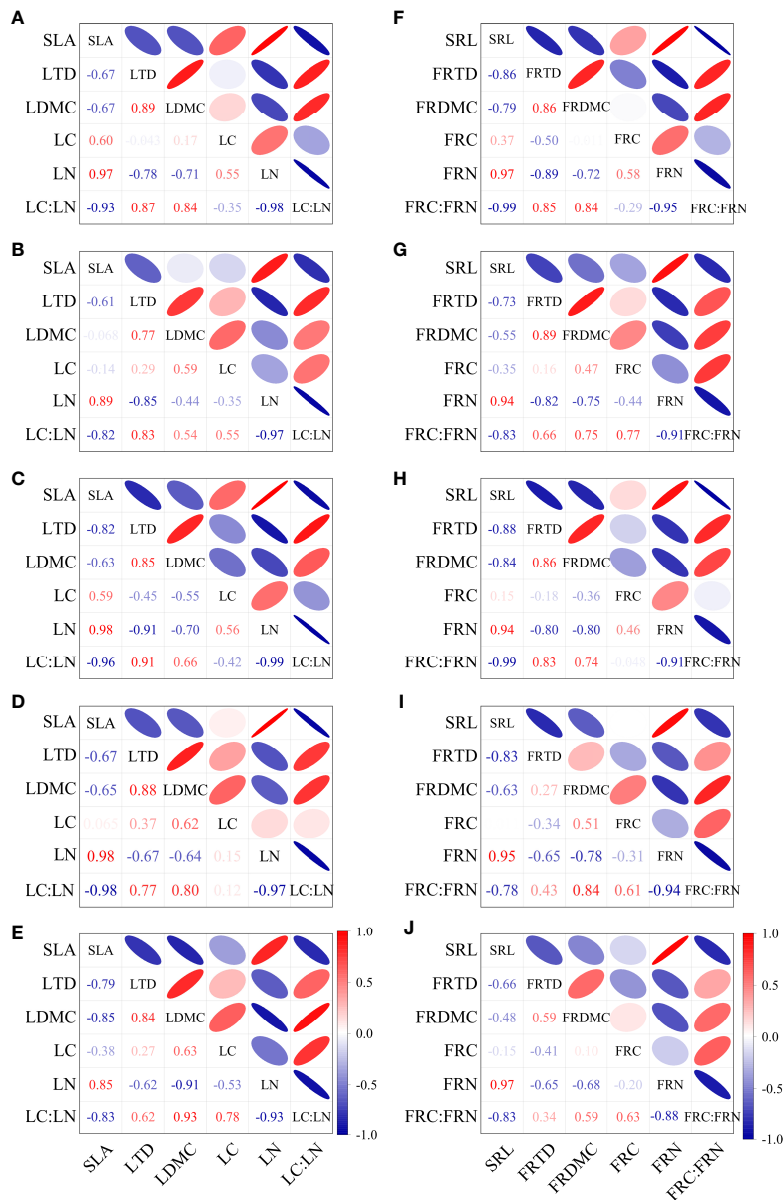 A
SLA SLA
LTD -0.67 LTD
LDMC -0.67 0.89 LDMC
LC 0.60 -0.043 0.17 LC
LN 0.97 -0.78 -0.71 0.55 LN
LC:LN -0.93 0.87 0.84 -0.35 -0.98 LC:LN
B
SLA SLA
LTD -0.61 LTD
LDMC -0.068 0.77 LDMC
LC -0.14 0.29 0.59 LC
LN 0.89 -0.85 -0.44 -0.35 LN
LC:LN -0.82 0.83 0.54 0.55 -0.97 LC:LN
C
SLA SLA
LTD -0.82 LTD
LDMC -0.63 0.85 LDMC
LC 0.59 -0.45 -0.55 LC
LN 0.98 -0.91 -0.70 0.56 LN
LC:LN -0.96 0.91 0.66 -0.42 -0.99 LC:LN
D
SLA SLA
LTD -0.67 LTD
LDMC -0.65 0.88 LDMC
LC 0.065 0.37 0.62 LC
LN 0.98 -0.67 -0.64 0.15 LN
LC:LN -0.98 0.77 0.80 0.12 -0.97 LC:LN
E
SLA SLA
LTD -0.79 LTD
LDMC -0.85 0.84 LDMC
LC -0.38 0.27 0.63 LC
LN 0.85 -0.62 -0.91 -0.53 LN
LC:LN -0.83 0.62 0.93 0.78 -0.93 LC:LN
SLA LTD LDMC LC LN LC:LN
1.0
0.5
0.0
-0.5
-1.0
F
SRL SRL
FRTD -0.86 FRTD
FRDMC -0.79 0.86 FRDMC
FRC 0.37 -0.50 FRC
FRN 0.97 -0.89 -0.72 0.58 FRN
FRC:FRN -0.99 0.85 0.84 -0.29 -0.95 FRC:FRN
G
SRL SRL
FRTD -0.73 FRTD
FRDMC -0.55 0.89 FRDMC
FRC -0.35 0.16 0.47 FRC
FRN 0.94 -0.82 -0.75 -0.44 FRN
FRC:FRN -0.83 0.66 0.75 0.77 -0.91 FRC:FRN
H
SRL SRL
FRTD -0.88 FRTD
FRDMC -0.84 0.86 FRDMC
FRC 0.15 -0.18 -0.36 FRC
FRN 0.94 -0.80 -0.80 0.46 FRN
FRC:FRN -0.99 0.83 0.74 -0.048 -0.91 FRC:FRN
I
SRL SRL
FRTD -0.83 FRTD
FRDMC -0.63 0.27 FRDMC
FRC -0.34 0.51 FRC
FRN 0.95 -0.65 -0.78 -0.31 FRN
FRC:FRN -0.78 0.43 0.84 0.61 -0.94 FRC:FRN
J
SRL SRL
FRTD -0.66 FRTD
FRDMC -0.48 0.59 FRDMC
FRC -0.15 -0.41 0.10 FRC
FRN 0.97 -0.65 -0.68 -0.20 FRN
FRC:FRN -0.83 0.34 0.59 0.63 -0.88 FRC:FRN
SRL FRTD FRDMC FRC FRN FRC:FRN
1.0
0.5
0.0
-0.5
-1.0